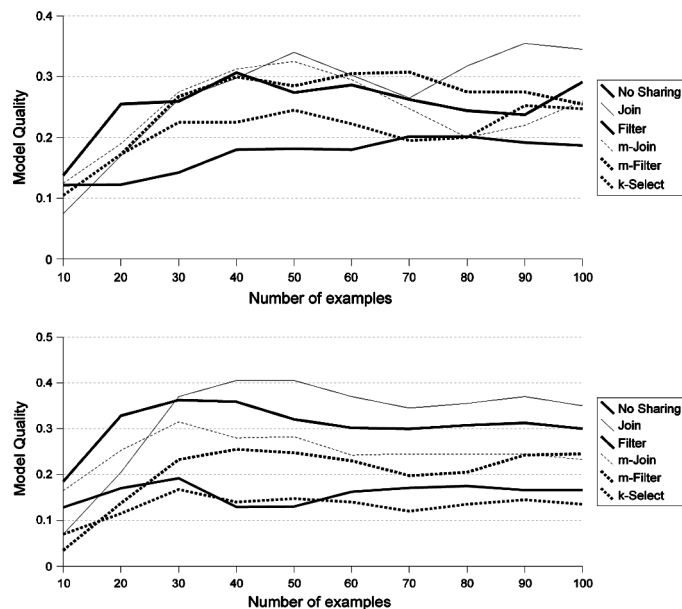 0.4
0.3
0.2
0.1
0
Model Quality
10 20 30 40 50 60 70 80 90 100
Number of examples
No Sharing
Join
Filter
m-Join
m-Filter
k-Select
0.5
0.4
0.3
0.2
0.1
0
Model Quality
10 20 30 40 50 60 70 80 90 100
Number of examples
No Sharing
Join
Filter
m-Join
m-Filter
k-Select